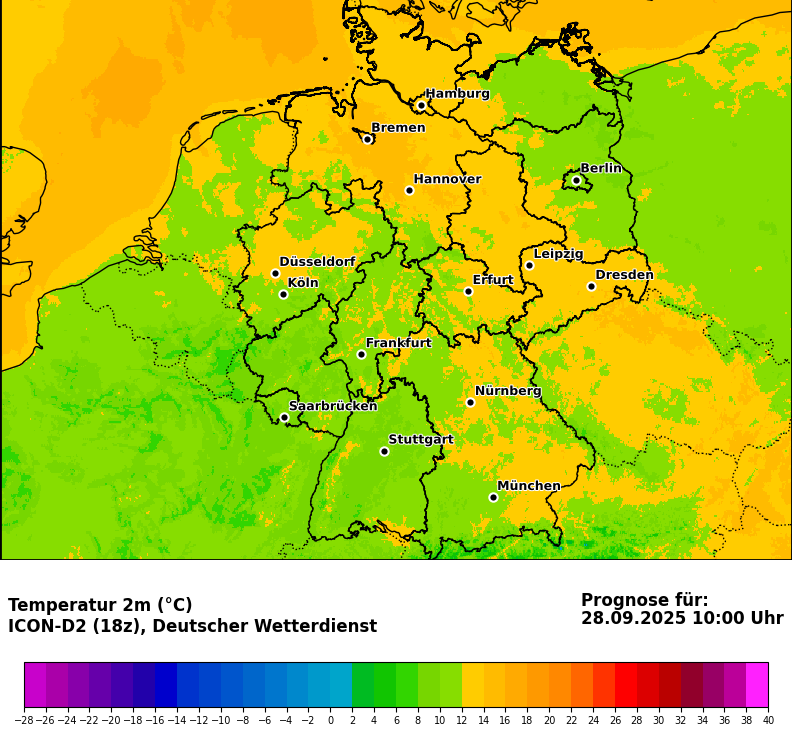 Hamburg
Bremen
Berlin
Hannover
Leipzig
Düsseldorf
Dresden
Erfurt
Köln
Frankfurt
Nürnberg
Saarbrücken
Stuttgart
München
Temperatur 2m (°C)
ICON-D2 (18z), Deutscher Wetterdienst
Prognose für:
28.09.2025 10:00 Uhr
−28 −26 −24 −22 −20 −18 −16 −14 −12 −10 −8 −6 −4 −2 0 2 4 6 8 10 12 14 16 18 20 22 24 26 28 30 32 34 36 38 40